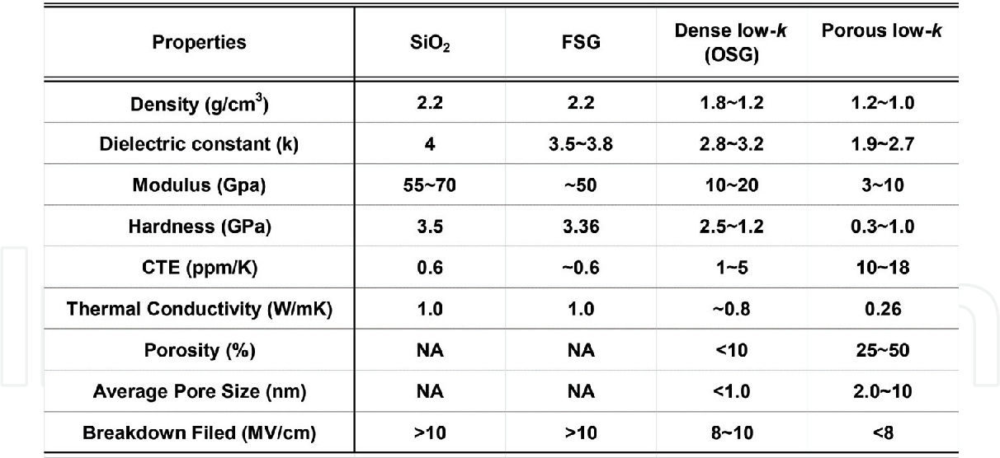 Properties SiO₂ FSG Dense low-k (OSG) Porous low-k
Density (g/cm³) 2.2 2.2 1.8~1.2 1.2~1.0
Dielectric constant (k) 4 3.5~3.8 2.8~3.2 1.9~2.7
Modulus (Gpa) 55~70 ~50 10~20 3~10
Hardness (GPa) 3.5 3.36 2.5~1.2 0.3~1.0
CTE (ppm/K) 0.6 ~0.6 1~5 10~18
Thermal Conductivity (W/mK) 1.0 1.0 ~0.8 0.26
Porosity (%) NA NA <10 25~50
Average Pore Size (nm) NA NA <1.0 2.0~10
Breakdown Filed (MV/cm) >10 >10 8~10 <8